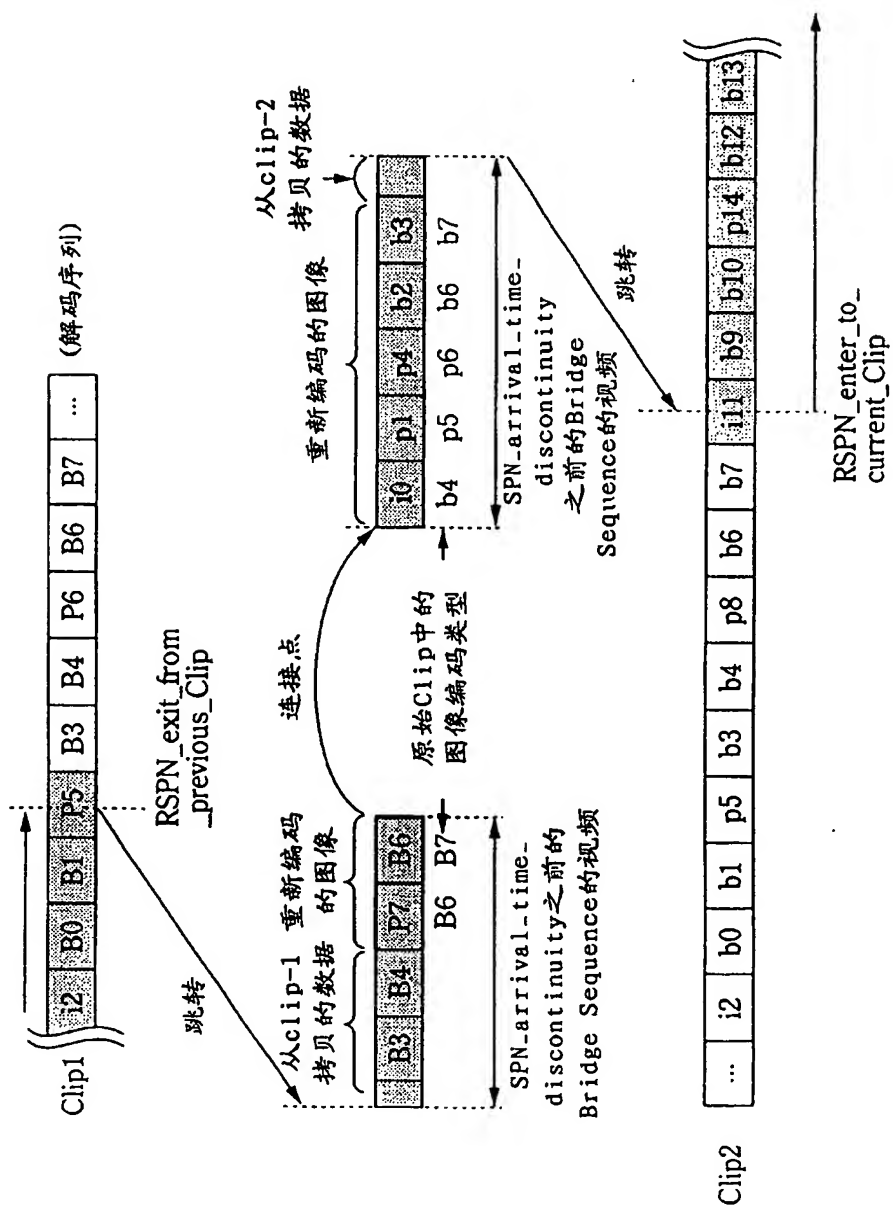 (解码序列)
Clip1
i2 B0 B1 P5 B3 B4 P6 B6 B7 ...
RSPN_exit_from
_previous_Clip
跳转
从clip-1
拷贝的数据
重新编码
的图像
B3 B4 P7 B6
B6 B7
SPN_arrival_time_
discontinuity之前的
Bridge Sequence的视频
连接点
原始Clip中的
图像编码类型
重新编码的图像
从clip-2
拷贝的数据
i0 p1 p4 b2 b3
b4 p5 p6 b6 b7
SPN_arrival_time_
discontinuity
之前的Bridge
Sequence的视频
跳转
Clip2
... i2 b0 b1 p5 b3 b4 p8 b6 b7 i11 b9 b10 p14 b12 b13
RSPN_enter_to_
current_Clip